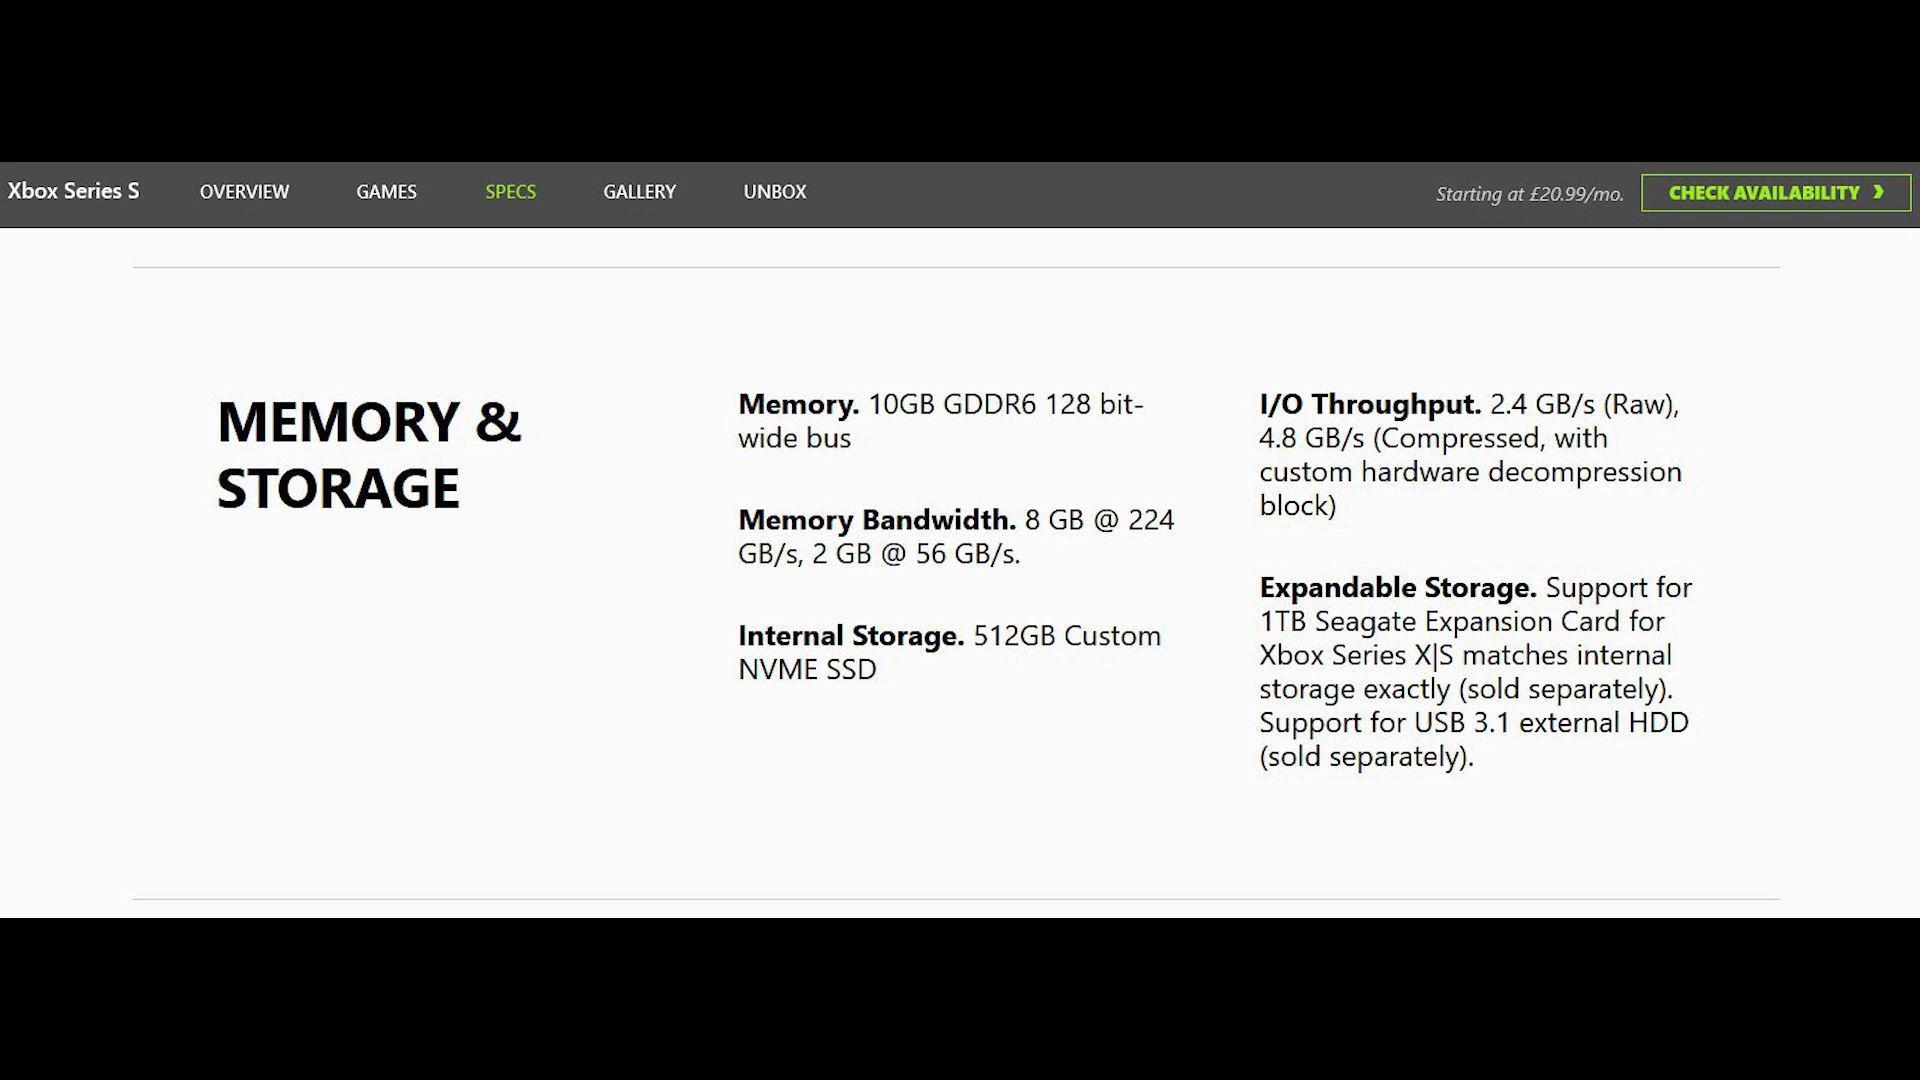 Xbox Series S OVERVIEW GAMES SPECS GALLERY UNBOX Starting at £20.99/mo. CHECK AVAILABILITY ❯
MEMORY &
STORAGE
Memory. 10GB GDDR6 128 bit-
wide bus
Memory Bandwidth. 8 GB @ 224
GB/s, 2 GB @ 56 GB/s.
Internal Storage. 512GB Custom
NVME SSD
I/O Throughput. 2.4 GB/s (Raw),
4.8 GB/s (Compressed, with
custom hardware decompression
block)
Expandable Storage. Support for
1TB Seagate Expansion Card for
Xbox Series X|S matches internal
storage exactly (sold separately).
Support for USB 3.1 external HDD
(sold separately).